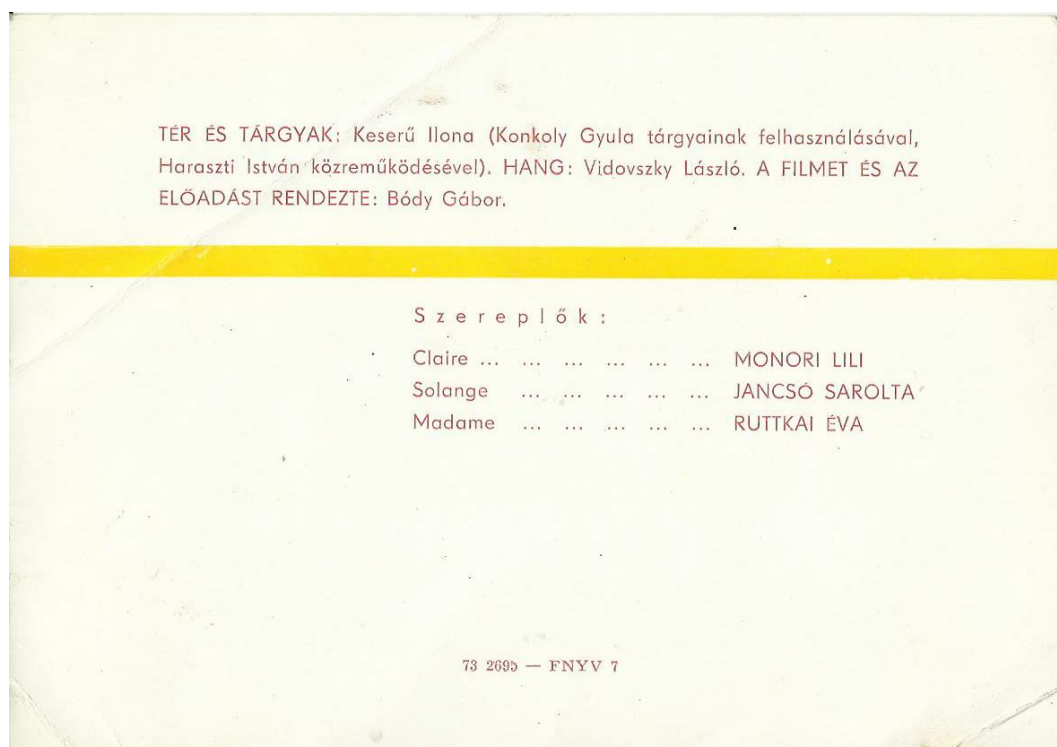 TÉR ÉS TÁRGYAK: Keserű Ilona (Konkoly Gyula tárgyainak felhasználásával,
Haraszti István közreműködésével). HANG: Vidovszky László. A FILMET ÉS AZ
ELŐADÁST RENDEZTE: Bódy Gábor.
Szereplők:
Claire ... ... ... ... ... ... MONORI LILI
Solange ... ... ... ... ... JANCSÓ SAROLTA
Madame ... ... ... ... ... RUTTKAI ÉVA
73 2695 — FNYV 7